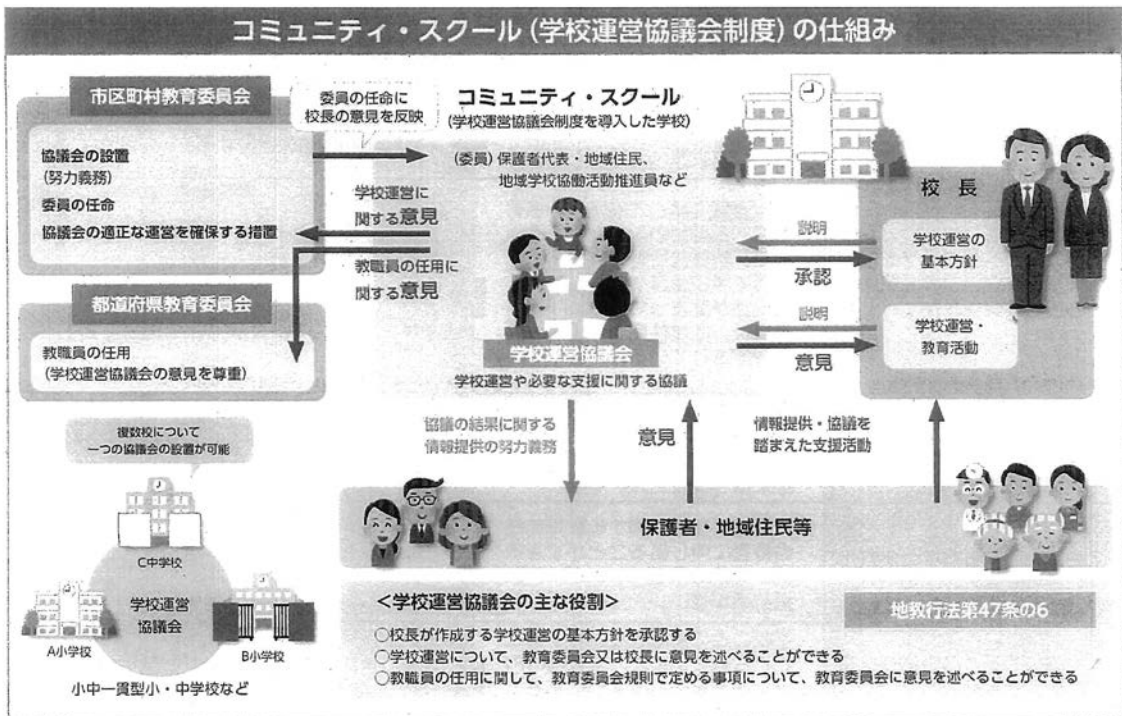 コミュニティ・スクール(学校運営協議会制度)の仕組み
市区町村教育委員会
協議会の設置
(努力義務)
委員の任命
協議会の適正な運営を確保する措置
委員の任命に
校長の意見を反映
コミュニティ・スクール
(学校運営協議会制度を導入した学校)
(委員) 保護者代表・地域住民、
地域学校協働活動推進員など
学校運営に
関する意見
教職員の任用に
関する意見
都道府県教育委員会
教職員の任用
(学校運営協議会の意見を尊重)
学校運営協議会
学校運営や必要な支援に関する協議
校長
説明
承認
学校運営の
基本方針
説明
意見
学校運営・
教育活動
協議の結果に関する
情報提供の努力義務
意見
情報提供・協議を
踏まえた支援活動
保護者・地域住民等
複数校について
一つの協議会の設置が可能
C中学校
学校運営
協議会
A小学校
B小学校
小中一貫型小・中学校など
<学校運営協議会の主な役割>
地教行法第47条の6
○校長が作成する学校運営の基本方針を承認する
○学校運営について、教育委員会又は校長に意見を述べることができる
○教職員の任用に関して、教育委員会規則で定める事項について、教育委員会に意見を述べることができる